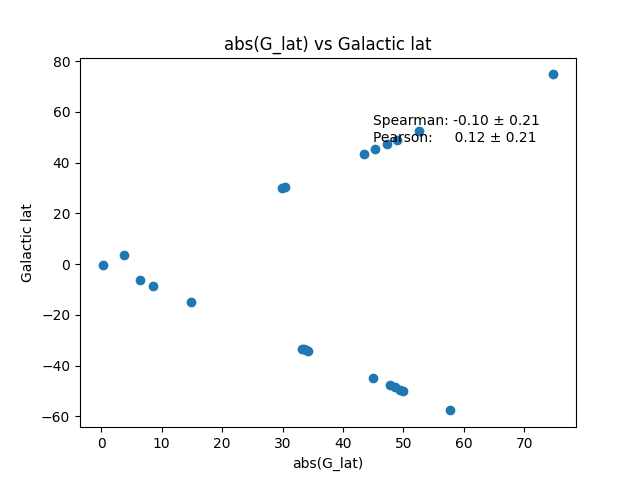 abs(G_lat) vs Galactic lat
80
60
40
20
0
−20
−40
−60
Galactic lat
Spearman: -0.10 ± 0.21
Pearson: 0.12 ± 0.21
0 10 20 30 40 50 60 70
abs(G_lat)